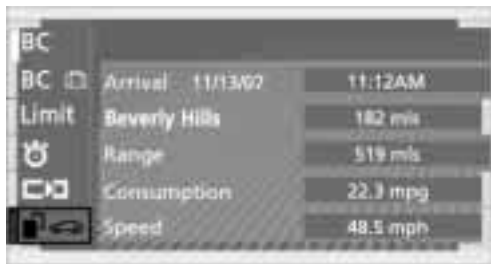 BC
BC Arrival 11/13/02 11:12AM
Limit Beverly Hills 182 mls
Range 519 mls
Consumption 22.3 mpg
Speed 48.5 mph